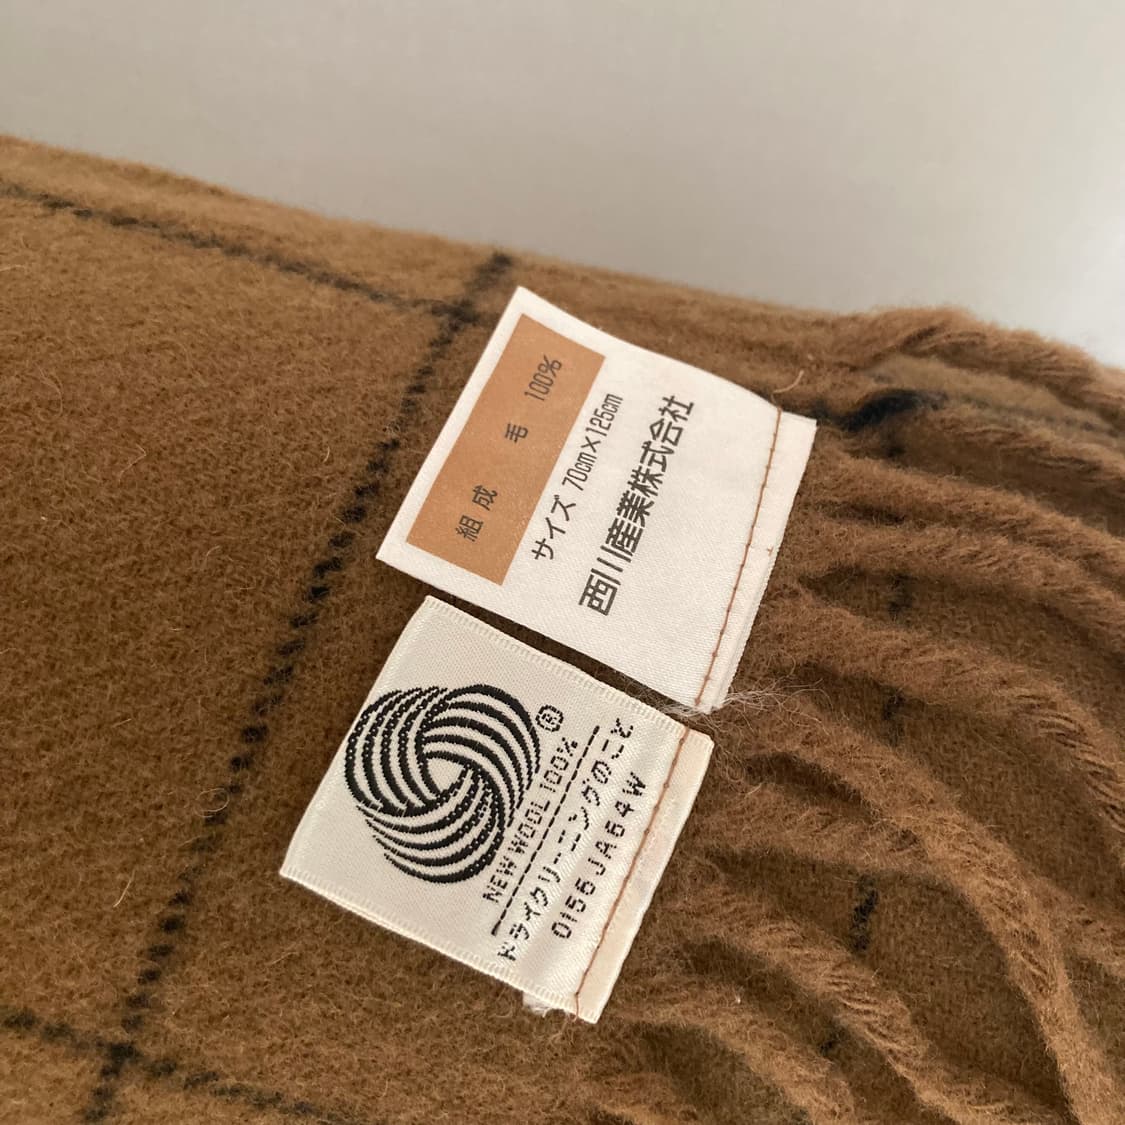 組成 毛 100%
サイズ 70cm×125cm
西川産業株式会社
®
NEW WOOL 100%
ドライクリーニングのこと
0156JA64W